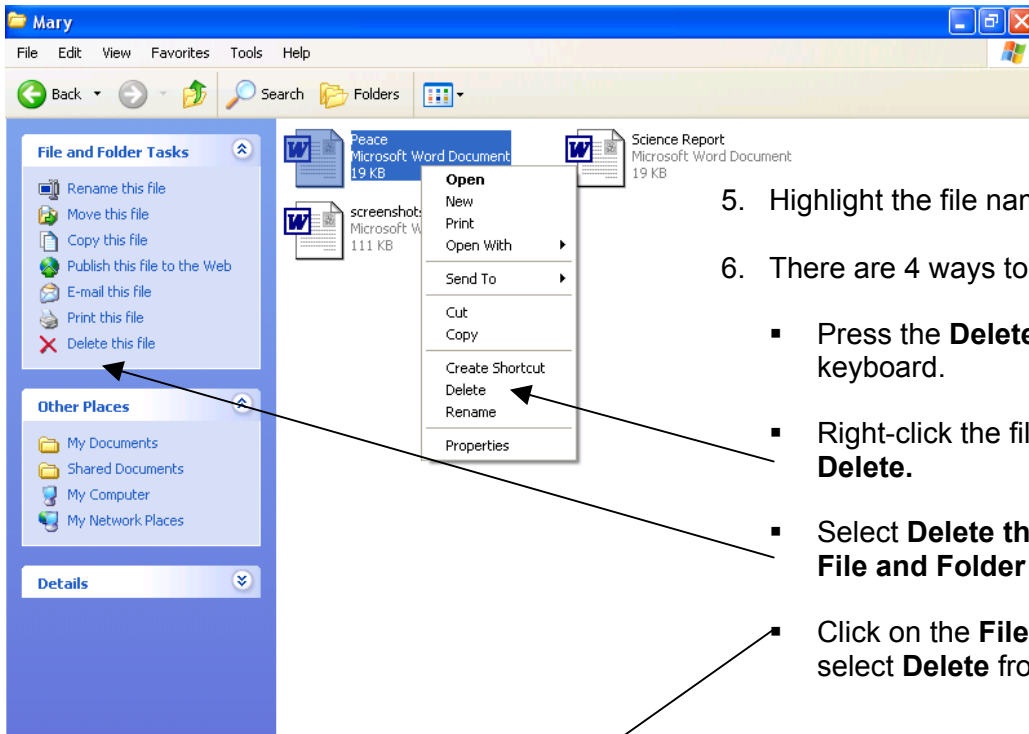 Mary
File Edit View Favorites Tools Help
Back Search Folders
File and Folder Tasks
Rename this file
Move this file
Copy this file
Publish this file to the Web
E-mail this file
Print this file
Delete this file
Other Places
My Documents
Shared Documents
My Computer
My Network Places
Details
Peace
Microsoft Word Document
19 KB
Science Report
Microsoft Word Document
19 KB
screenshots
Microsoft W
111 KB
Open
New
Print
Open With
Send To
Cut
Copy
Create Shortcut
Delete
Rename
Properties
5. Highlight the file nam
6. There are 4 ways to
▪ Press the Delete
keyboard.
▪ Right-click the fil
Delete.
▪ Select Delete th
File and Folder
▪ Click on the File
select Delete fro